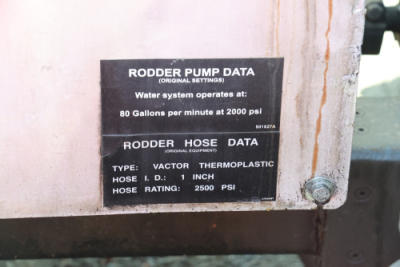 RODDER PUMP DATA
(ORIGINAL SETTINGS)
Water system operates at:
80 Gallons per minute at 2000 psi
RODDER HOSE DATA
(ORIGINAL EQUIPMENT)
TYPE: VACTOR THERMOPLASTIC
HOSE I. D.: 1 INCH
HOSE RATING: 2500 PSI